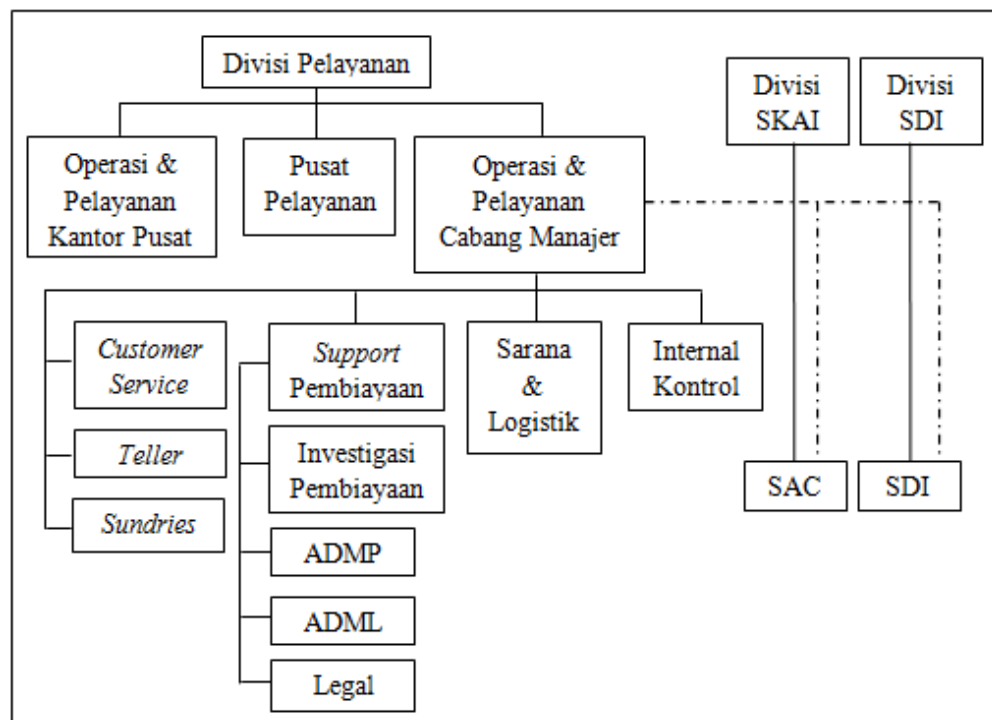 Divisi Pelayanan
Divisi
SKAI
Divisi
SDI
Operasi &
Pelayanan
Kantor Pusat
Pusat
Pelayanan
Operasi &
Pelayanan
Cabang Manajer
Customer
Service
Teller
Sundries
Support
Pembiayaan
Investigasi
Pembiayaan
ADMP
ADML
Legal
Sarana
&
Logistik
Internal
Kontrol
SAC
SDI